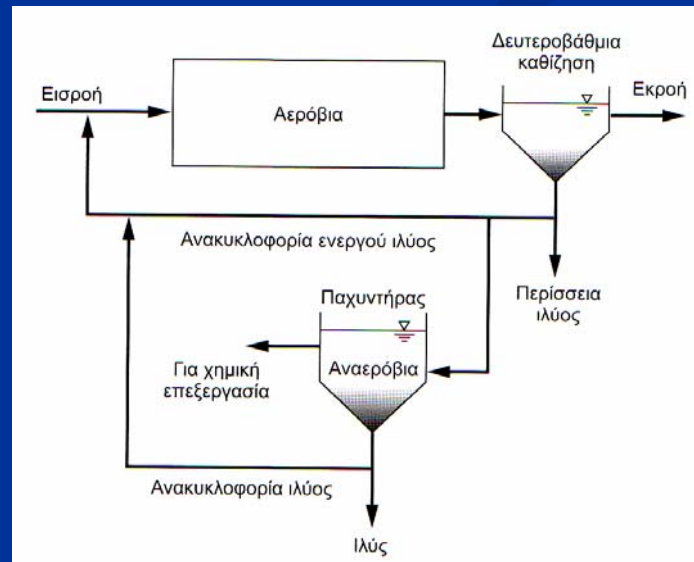 Δευτεροβάθμια
καθίζηση
Εισροή
Αερόβια
Εκροή
Ανακυκλοφορία ενεργού ιλύος
Περίσσεια
ιλύος
Παχυντήρας
Αναερόβια
Για χημική
επεξεργασία
Ανακυκλοφορία ιλύος
Ιλύς